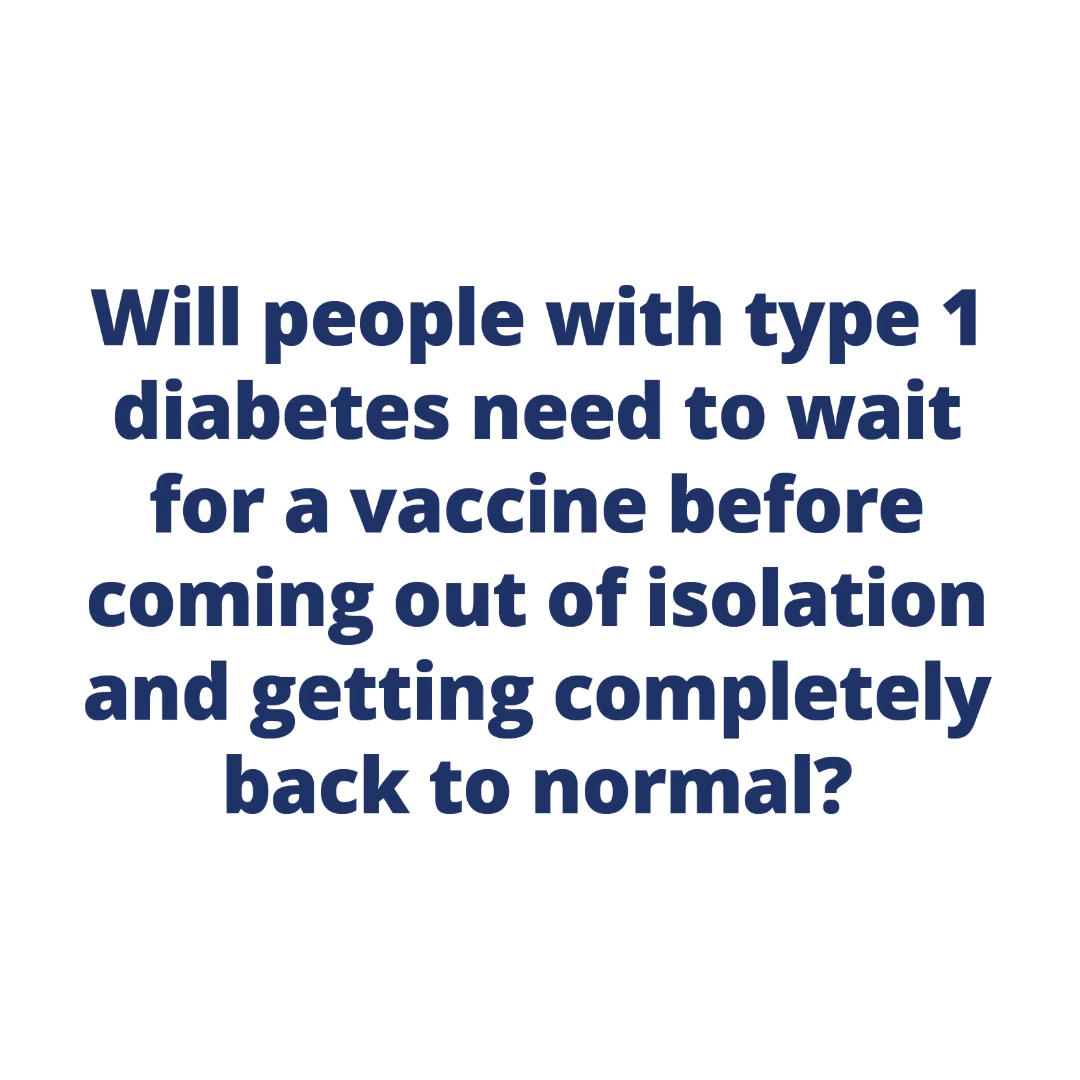 Will people with type 1
diabetes need to wait
for a vaccine before
coming out of isolation
and getting completely
back to normal?